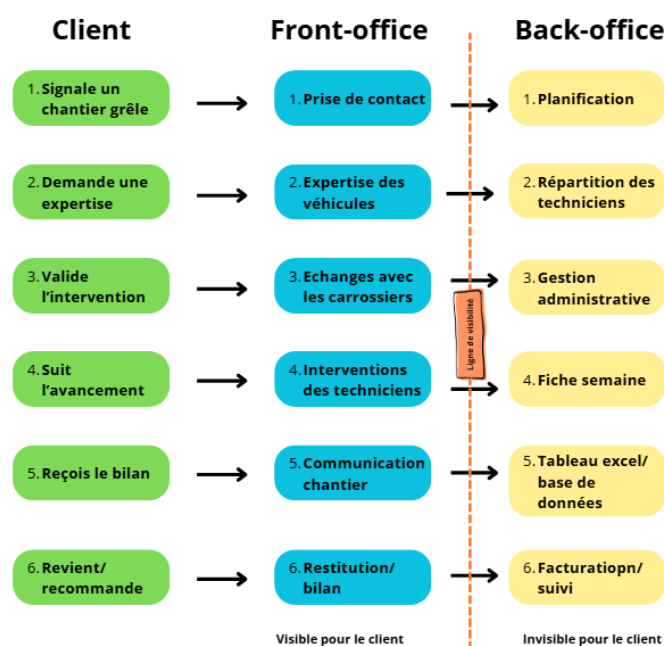 Client
Front-office
Back-office
1. Signale un
chantier grêle
1. Prise de contact
1. Planification
2. Demande une
expertise
2. Expertise des
véhicules
2. Répartition des
techniciens
3. Valide
l'intervention
3. Echanges avec
les carrossiers
3. Gestion
administrative
Ligne de visibilité
4. Suit
l'avancement
4. Interventions
des techniciens
4. Fiche semaine
5. Reçois le bilan
5. Communication
chantier
5. Tableau excel/
base de
données
6. Revient/
recommande
6. Restitution/
bilan
6. Facturatiopn/
suivi
Visible pour le client
Invisible pour le client